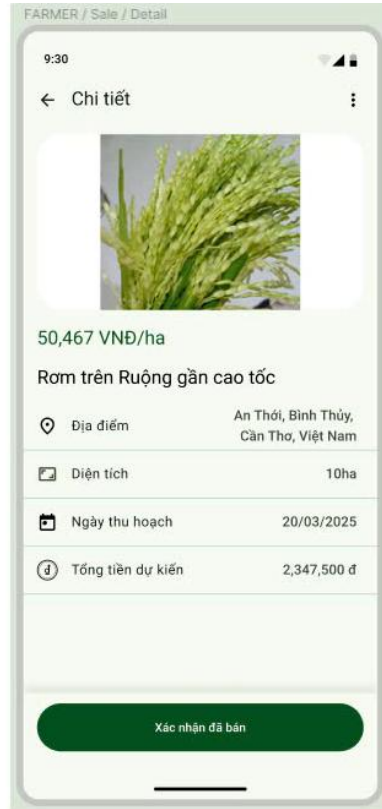 FARMER / Sale / Detail
9:30
Chi tiết
50,467 VNĐ/ha
Rơm trên Ruộng gần cao tốc
Địa điểm
An Thới, Bình Thủy,
Cần Thơ, Việt Nam
Diện tích
10ha
Ngày thu hoạch
20/03/2025
Tổng tiền dự kiến
2,347,500 đ
Xác nhận đã bán